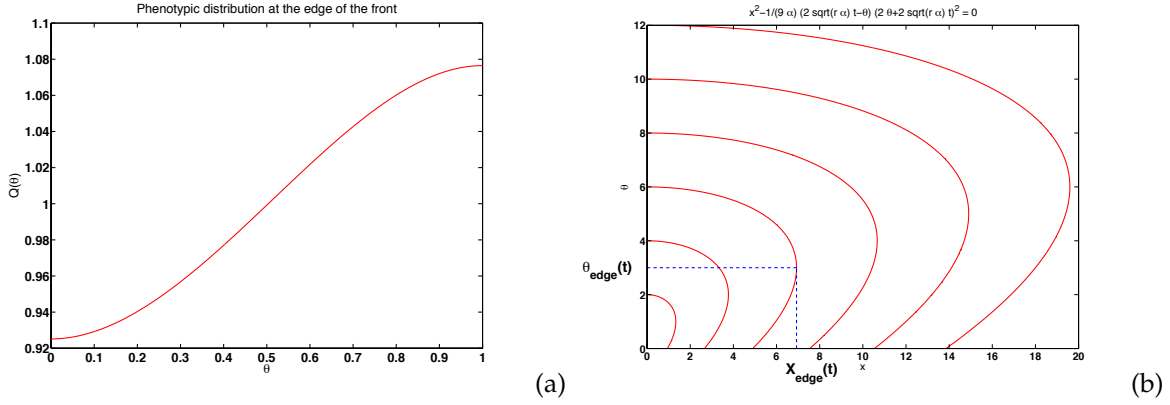 Phenotypic distribution at the edge of the front
1.1
1.08
1.06
1.04
1.02
1
0.98
0.96
0.94
0.92
Q(θ)
0 0.1 0.2 0.3 0.4 0.5 0.6 0.7 0.8 0.9 1
θ
(a)
x²−1/(9 α) (2 sqrt(r α) t−θ) (2 θ+2 sqrt(r α) t)² = 0
12
10
8
6
4
2
0
θ
θedge(t)
0 2 4 6 8 10 12 14 16 18 20
Xedge(t) x
(b)